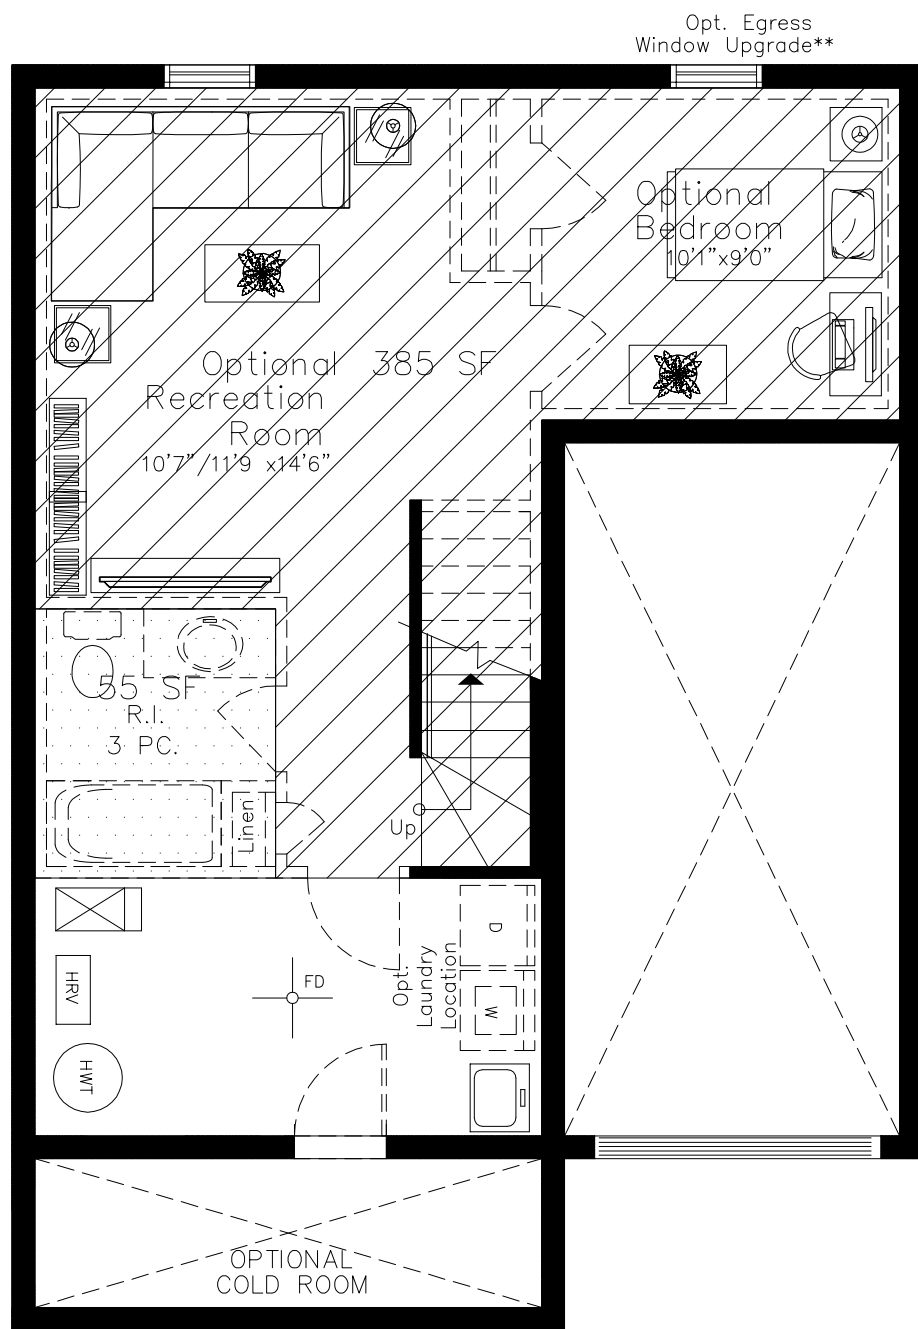 Opt. Egress
Window Upgrade**
Optional
Bedroom
10'1"x9'0"
Optional 385 SF
Recreation
Room
10'7"/11'9 x14'6"
55 SF
R.I.
3 PC.
Linen
Up
D
Opt.
Laundry
Location
W
FD
HRV
HWT
OPTIONAL
COLD ROOM